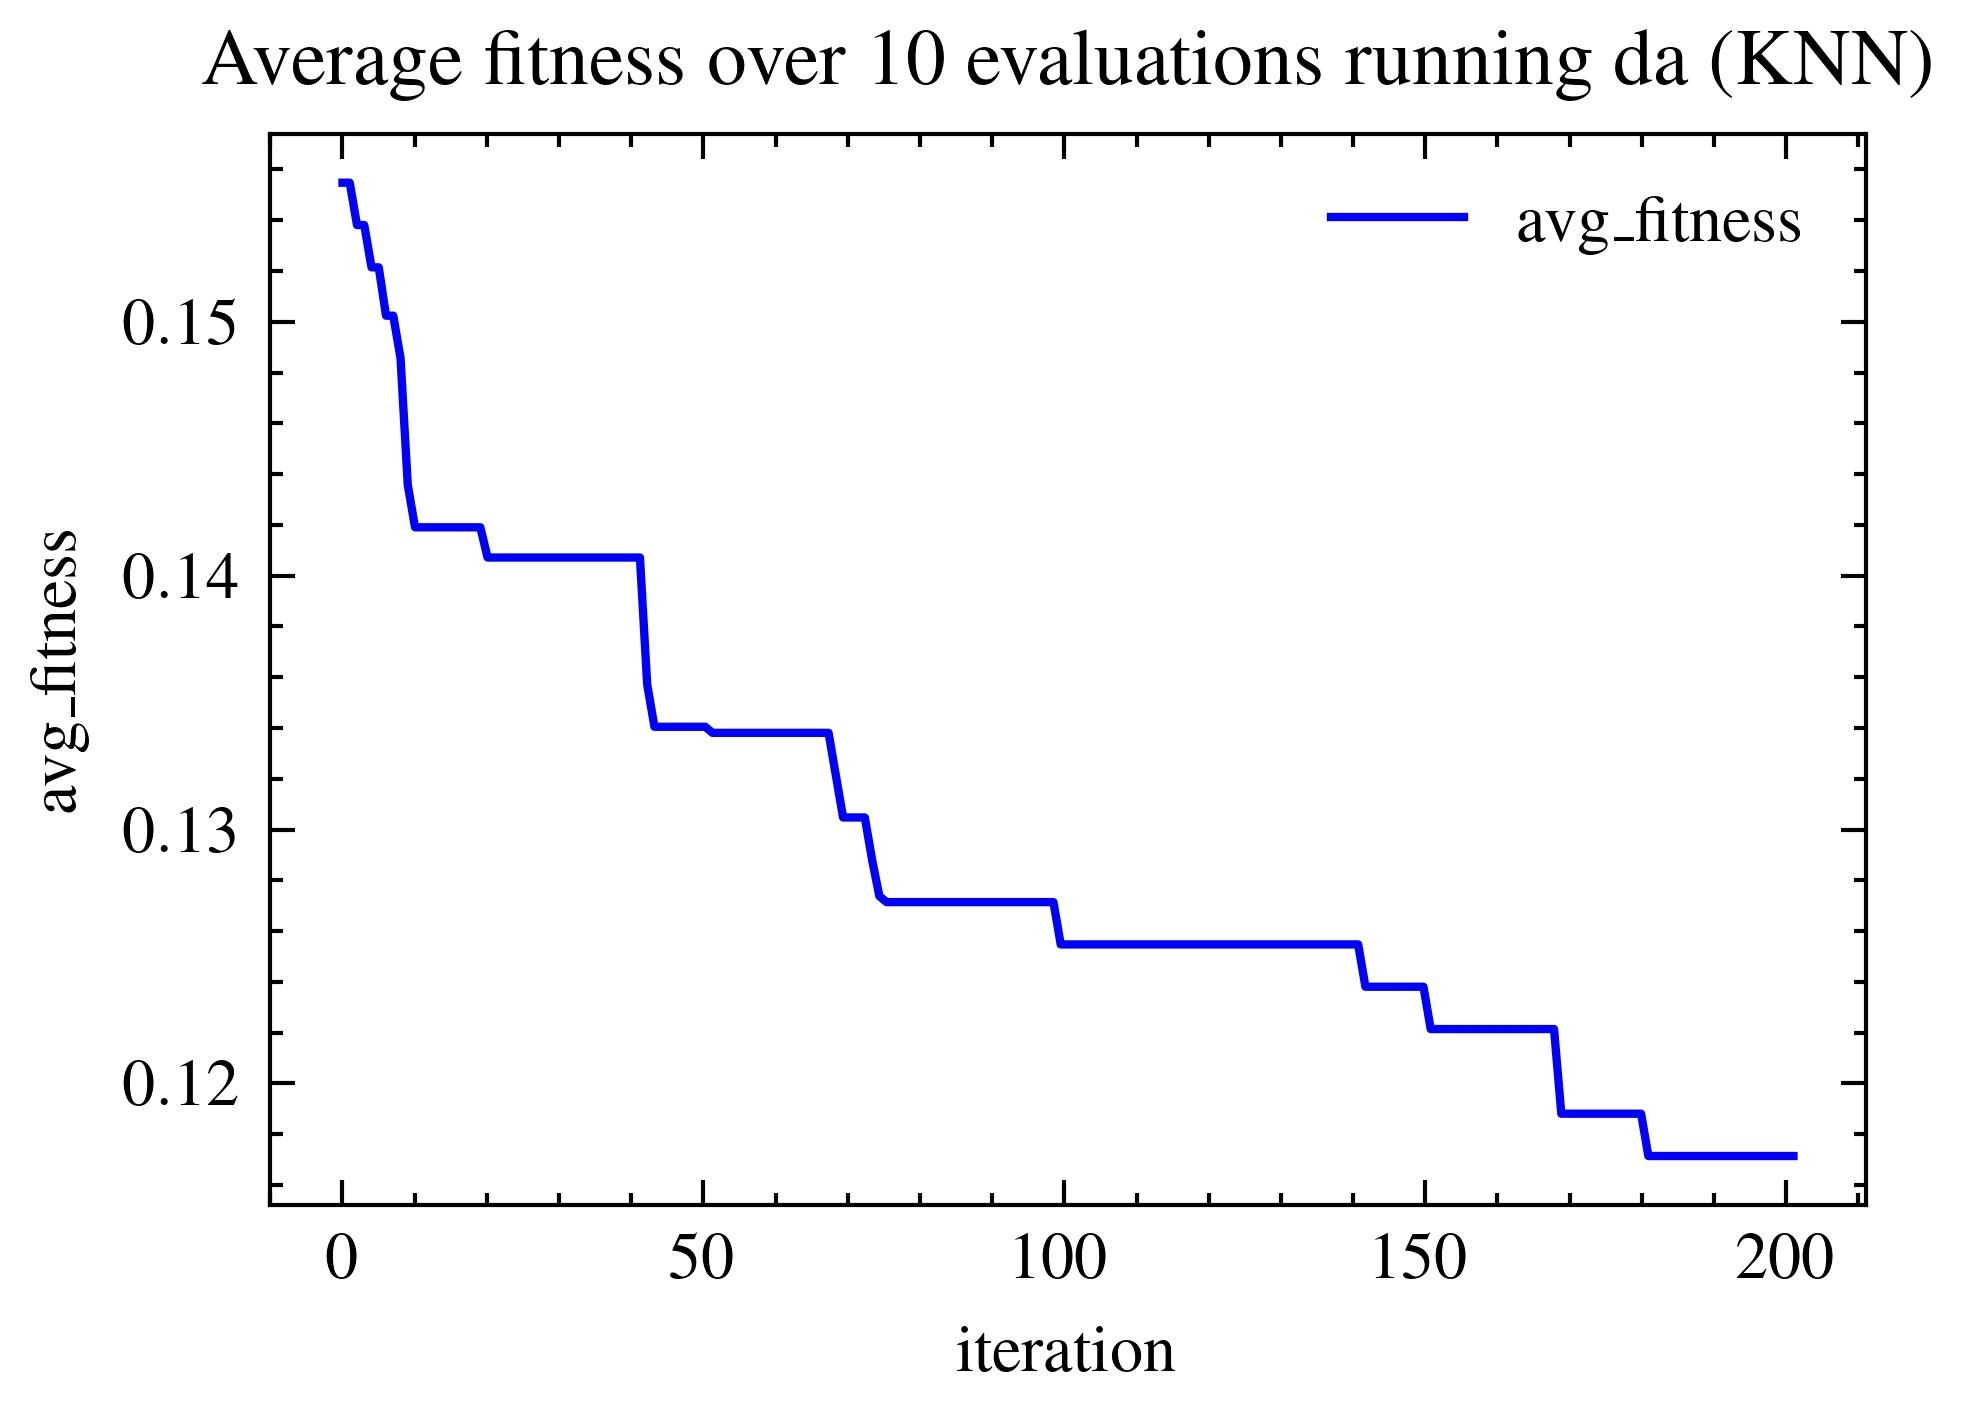 Average fitness over 10 evaluations running da (KNN)
avg_fitness
avg_fitness
0.15
0.14
0.13
0.12
0 50 100 150 200
iteration